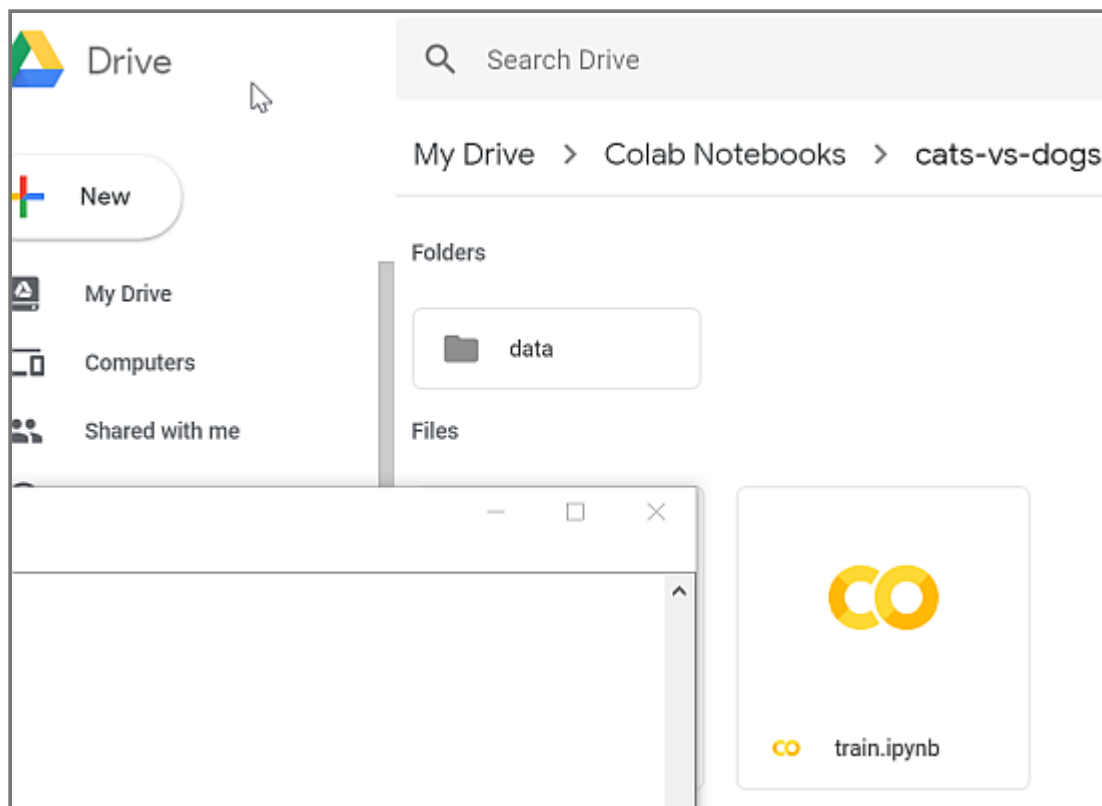 Drive
Search Drive
My Drive > Colab Notebooks > cats-vs-dogs
New
Folders
My Drive
data
Computers
Shared with me
Files
CO
CO train.ipynb